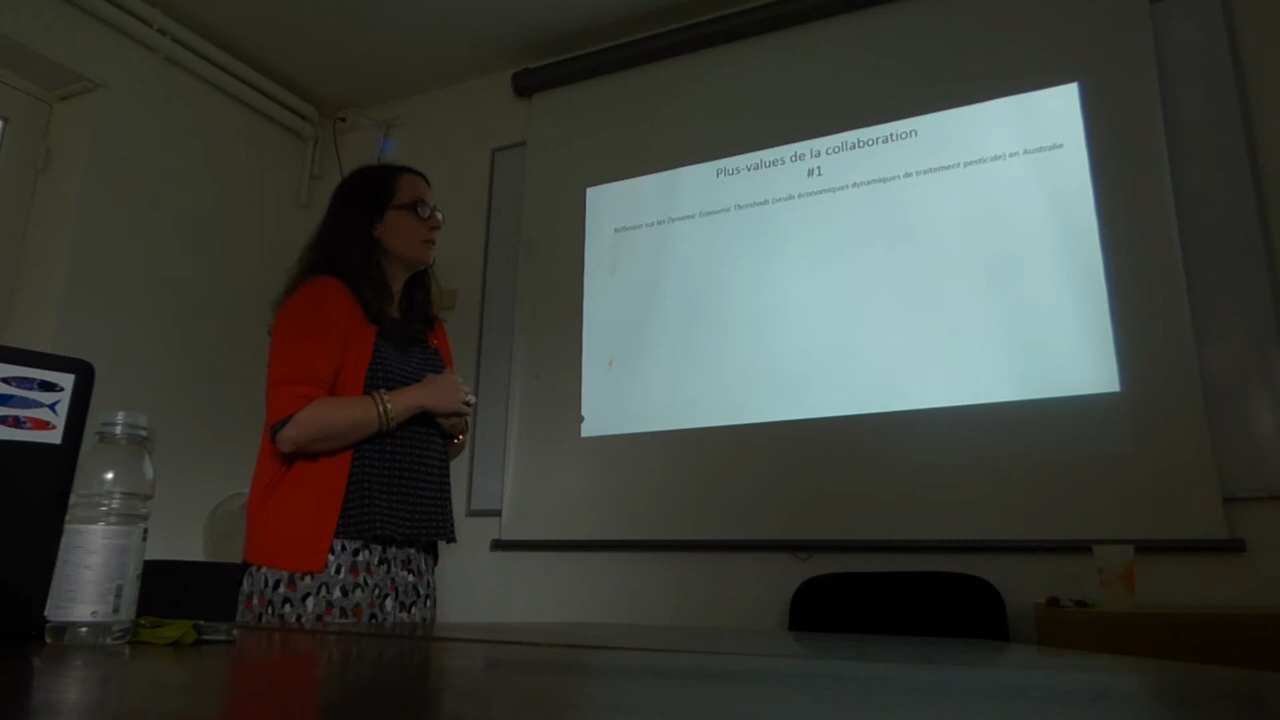 Plus-values de la collaboration
#1
Réflexion sur les Dynamic Economic Thresholds (seuils économiques dynamiques de traitement pesticide) en Australie